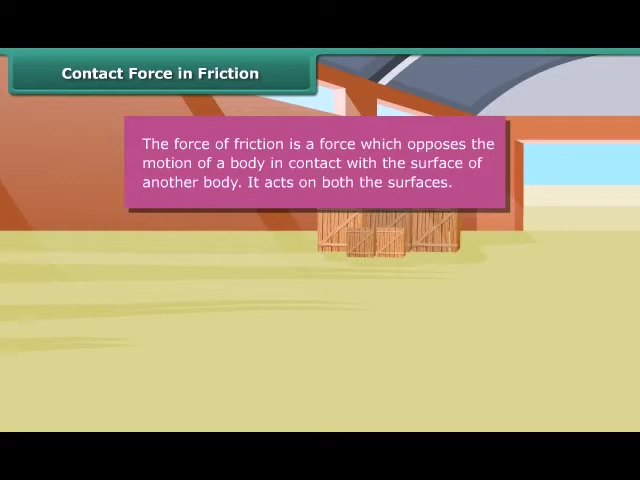 Contact Force in Friction
The force of friction is a force which opposes the
motion of a body in contact with the surface of
another body. It acts on both the surfaces.